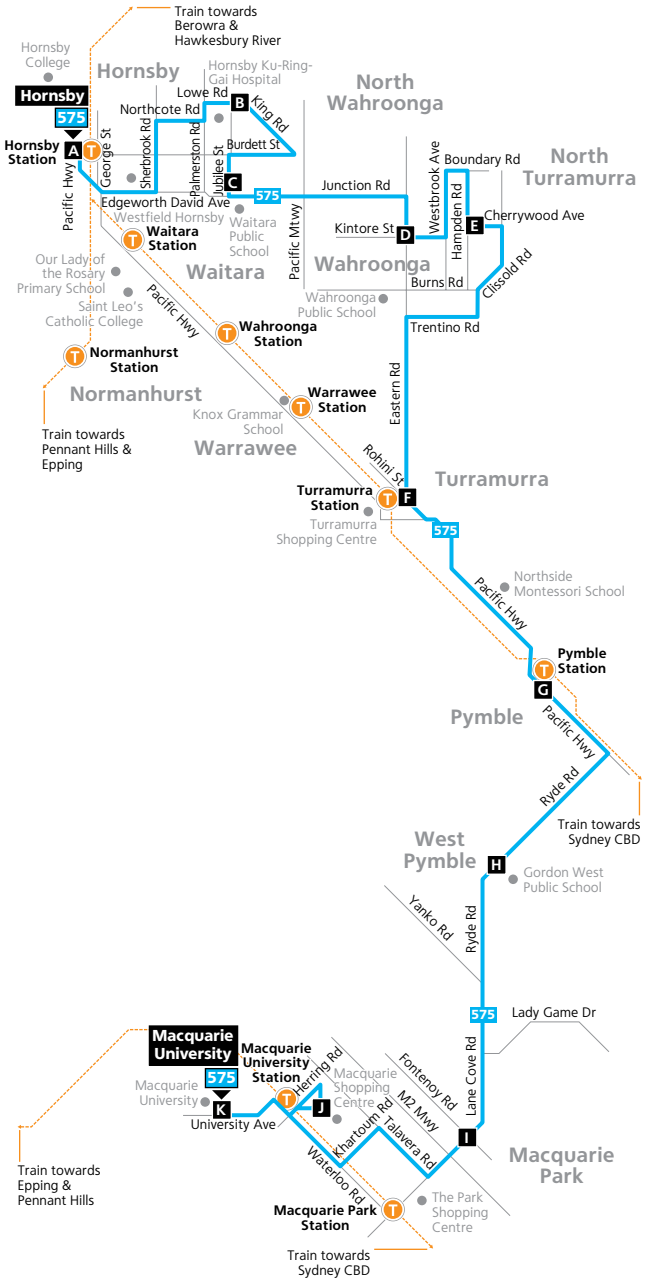 Train towards
Berowra &
Hawkesbury River
Hornsby
College
Hornsby
Hornsby Ku-Ring-
Gai Hospital
North
Wahroonga
Hornsby
575
Lowe Rd
B
King Rd
Northcote Rd
Hornsby
Station
A
T
George St
Sherbrook Rd
Palmerston Rd
Burdett St
Jubilee St
C
Pacific Hwy
Edgeworth David Ave
Westfield Hornsby
575
Junction Rd
Westbrook Ave
Boundary Rd
Hampden Rd
North
Turramurra
E
Cherrywood Ave
Kintore St
D
Clissold Rd
T
Waitara
Station
Waitara
Public
School
Pacific Mtwy
Waitara
Wahroonga
Burns Rd
Our Lady of
the Rosary
Primary School
Saint Leo's
Catholic College
Pacific Hwy
Wahroonga
Public School
Trentino Rd
T
Wahroonga
Station
T
Normanhurst
Station
Normanhurst
Eastern Rd
T
Warrawee
Station
Knox Grammar
School
Warrawee
Train towards
Pennant Hills &
Epping
Rohini St
Turramurra
Turramurra
Station
T
F
Turramurra
Shopping Centre
575
Pacific Hwy
Northside
Montessori School
Pymble
Station
T
G
Pymble
Pacific Hwy
Ryde Rd
Train towards
Sydney CBD
West
Pymble
H
Gordon West
Public School
Yanko Rd
Ryde Rd
575
Lady Game Dr
Lane Cove Rd
Macquarie
University
575
Macquarie
University
Station
T
Herring Rd
Macquarie
Shopping
Centre
J
Macquarie
University
K
University Ave
Fontenoy Rd
M2 Mwy
Khartoum Rd
Talavera Rd
Waterloo Rd
I
Macquarie
Park
Train towards
Epping &
Pennant Hills
Macquarie Park
Station
T
The Park
Shopping
Centre
Train towards
Sydney CBD